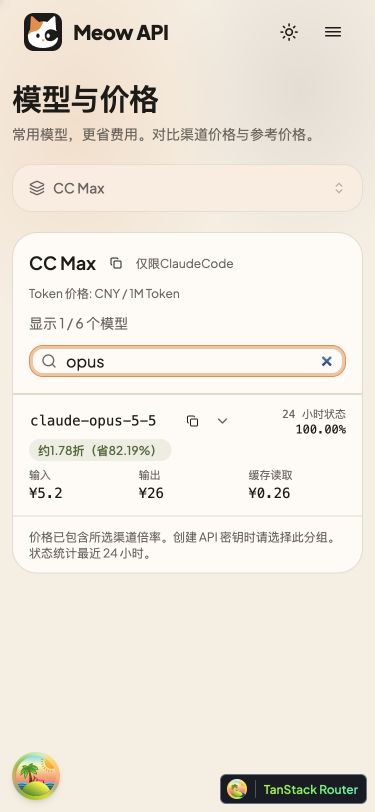 Meow API
模型与价格
常用模型，更省费用。对比渠道价格与参考价格。
CC Max
CC Max 仅限ClaudeCode
Token 价格: CNY / 1M Token
显示 1 / 6 个模型
opus
claude-opus-5-5
24 小时状态
100.00%
约1.78折（省82.19%）
输入 输出 缓存读取
¥5.2 ¥26 ¥0.26
价格已包含所选渠道倍率。创建 API 密钥时请选择此分组。
状态统计最近 24 小时。
TanStack Router